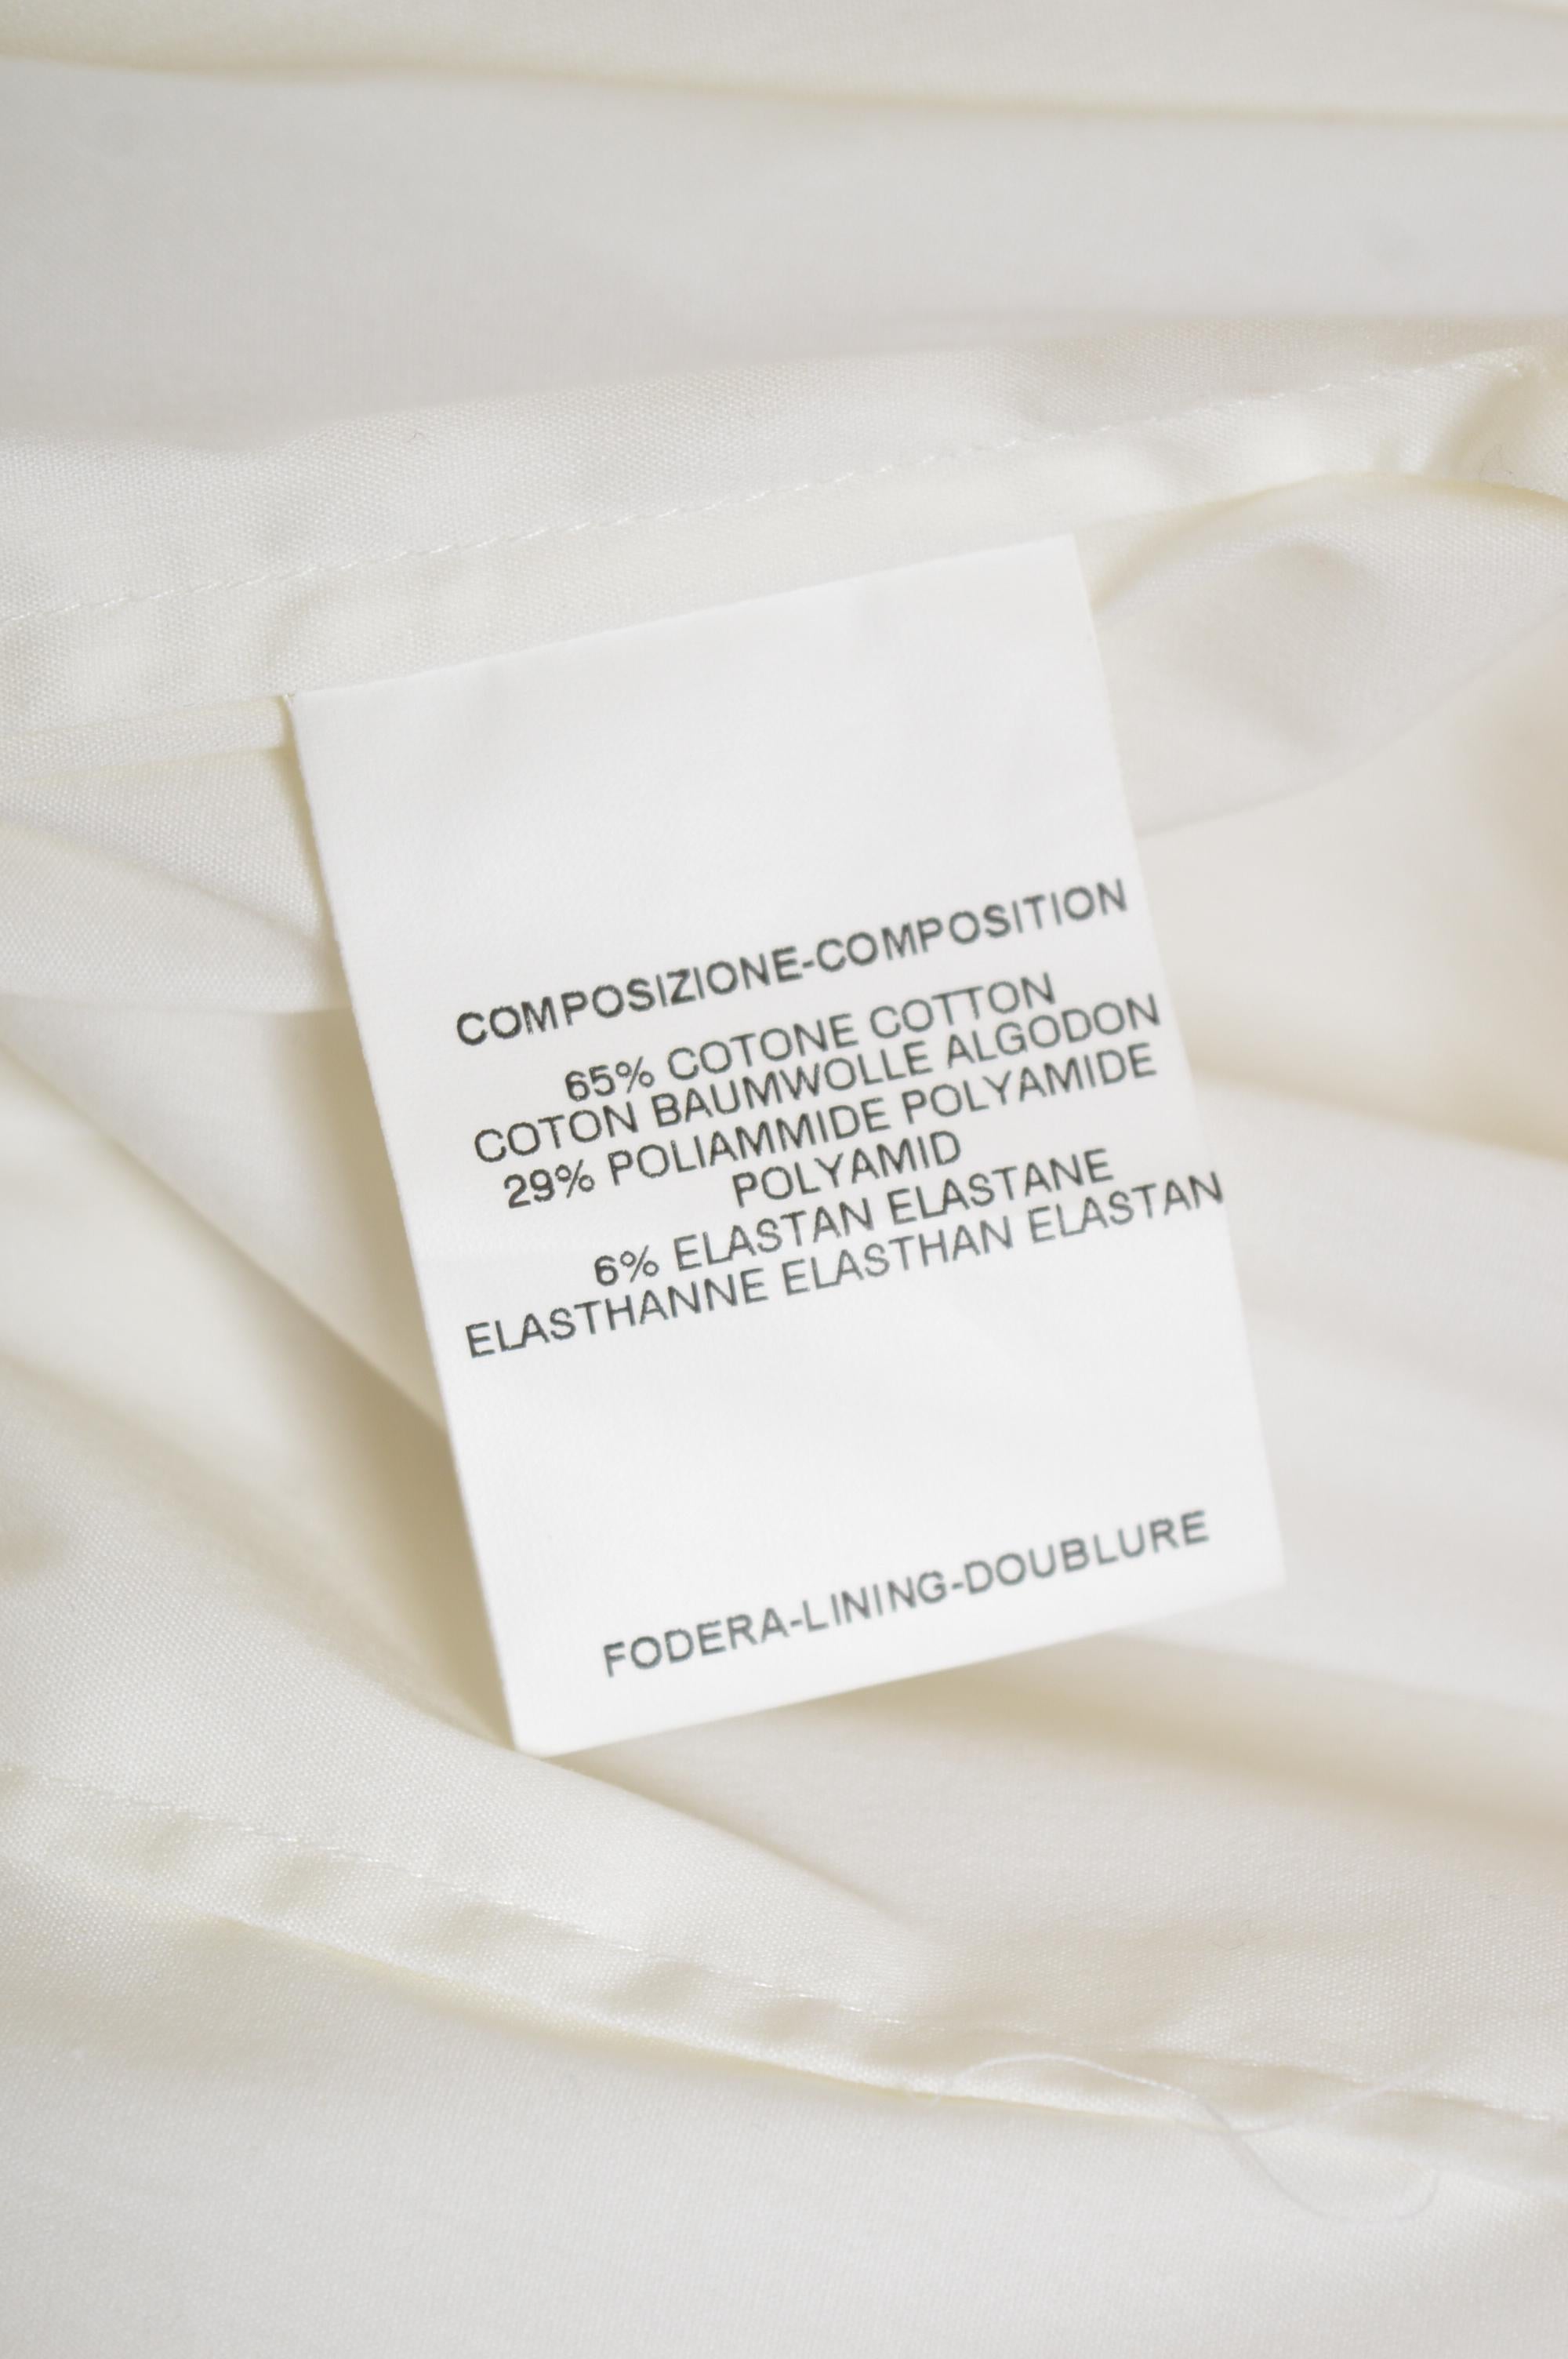 COMPOSIZIONE-COMPOSITION
65% COTONE COTTON
COTON BAUMWOLLE ALGODON
29% POLIAMMIDE POLYAMIDE
POLYAMID
6% ELASTAN ELASTANE
ELASTHANNE ELASTHAN ELASTAN
FODERA-LINING-DOUBLURE